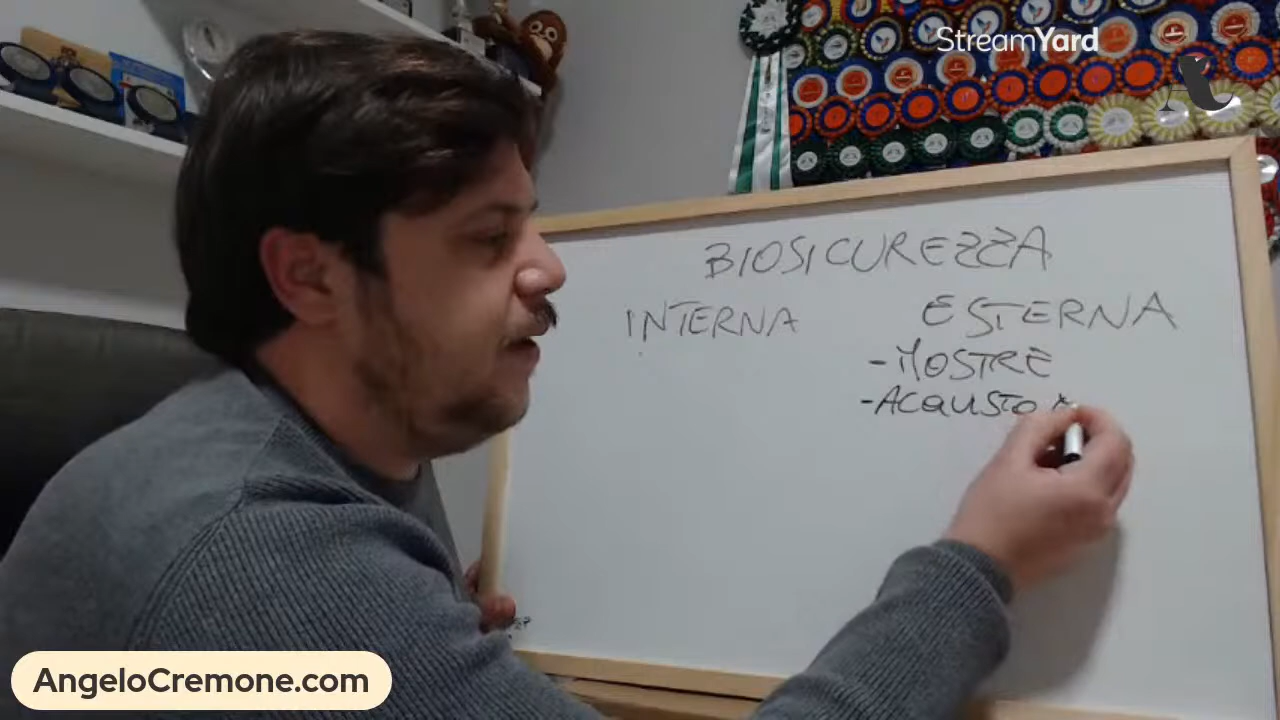 StreamYard
BIOSICUREZZA
INTERNA ESTERNA
-MOSTRE
-ACQUISTO
AngeloCremone.com